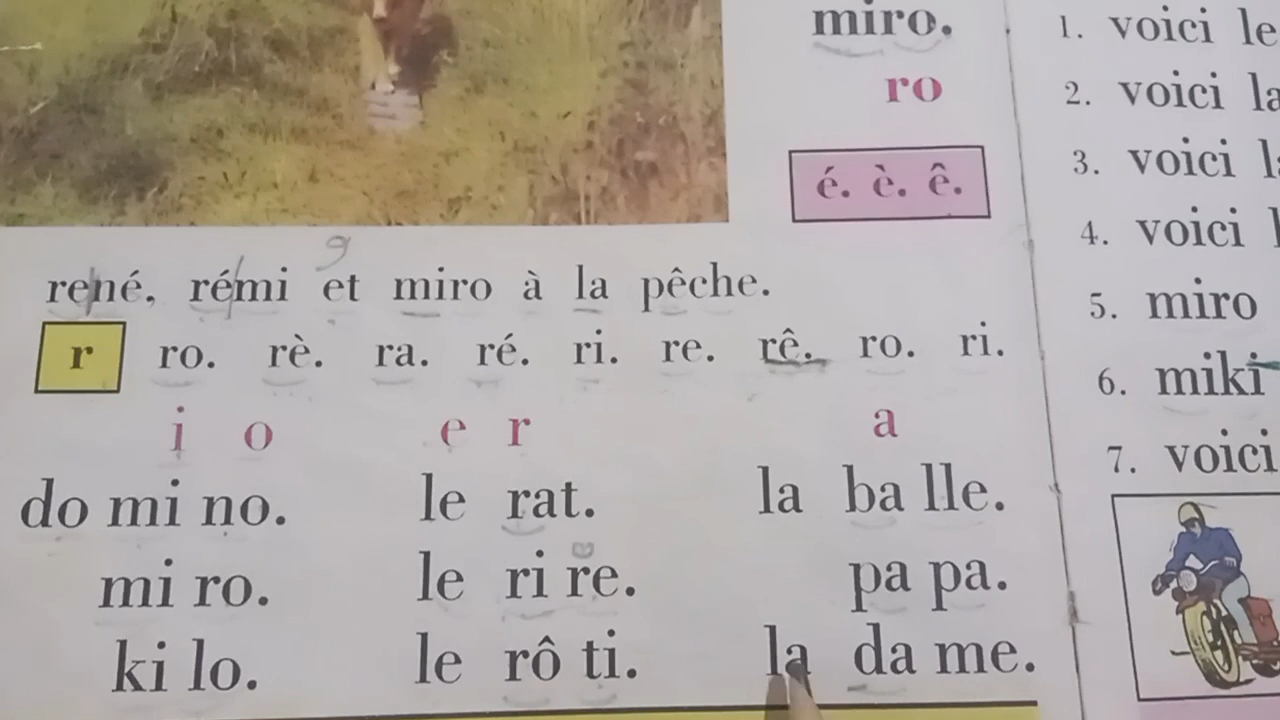 miro.
ro
é. è. ê.
rené, rémi et miro à la pêche.
r ro. rè. ra. ré. ri. re. rê. ro. ri.
i o e r a
do mi no. le rat. la ba lle.
mi ro. le ri re. pa pa.
ki lo. le rô ti. la da me.
1. voici le
2. voici la
3. voici
4. voici
5. miro
6. miki
7. voici